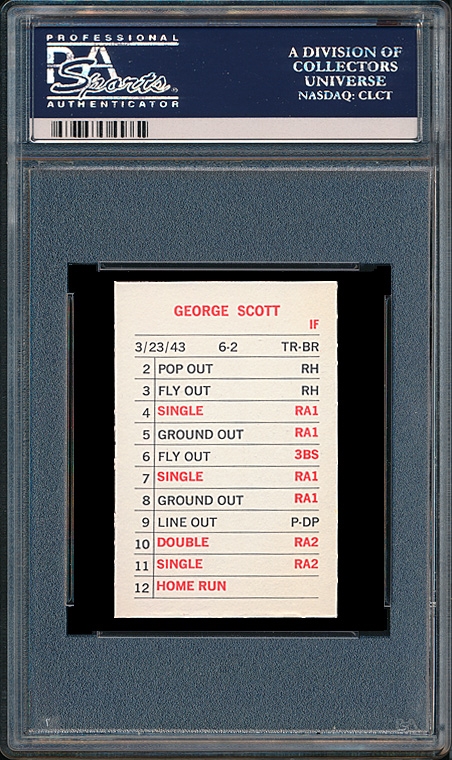 PROFESSIONAL
PSA
Sports
AUTHENTICATOR
A DIVISION OF
COLLECTORS
UNIVERSE
NASDAQ: CLCT
GEORGE SCOTT
IF
3/23/43 6-2 TR-BR
2 POP OUT RH
3 FLY OUT RH
4 SINGLE RA1
5 GROUND OUT RA1
6 FLY OUT 3BS
7 SINGLE RA1
8 GROUND OUT RA1
9 LINE OUT P-DP
10 DOUBLE RA2
11 SINGLE RA2
12 HOME RUN
PSA